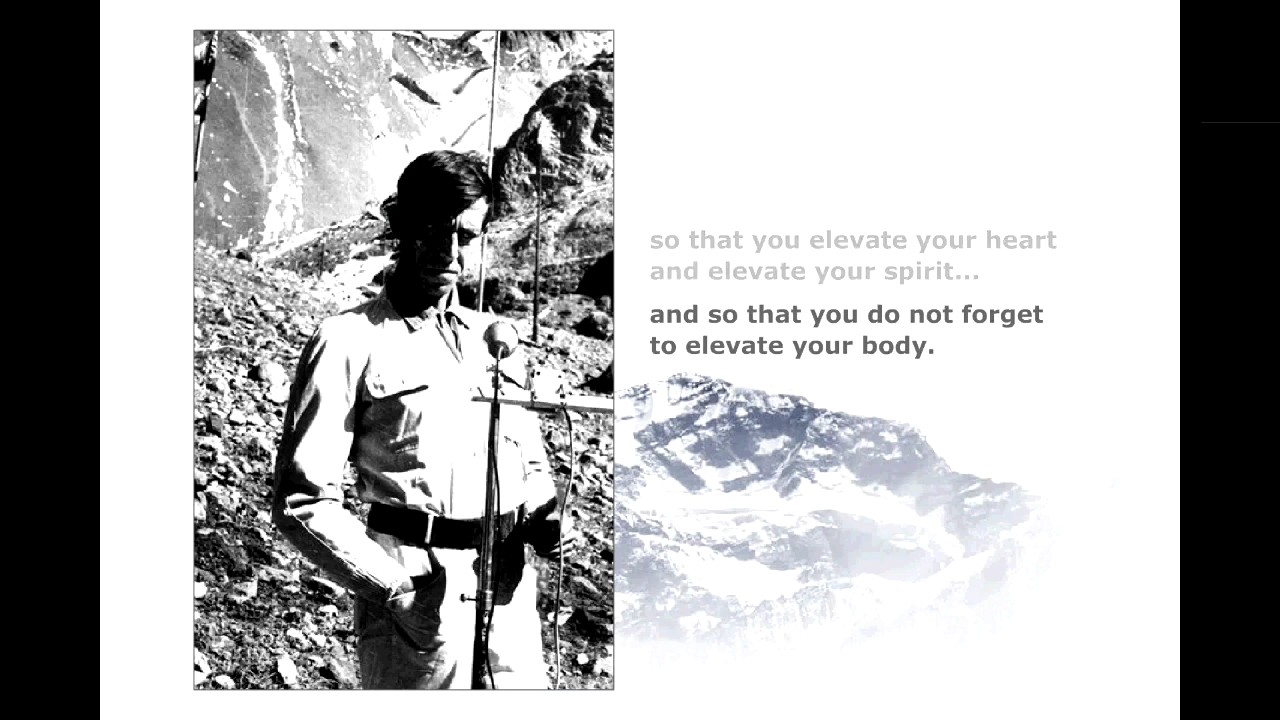 so that you elevate your heart
and elevate your spirit...
and so that you do not forget
to elevate your body.